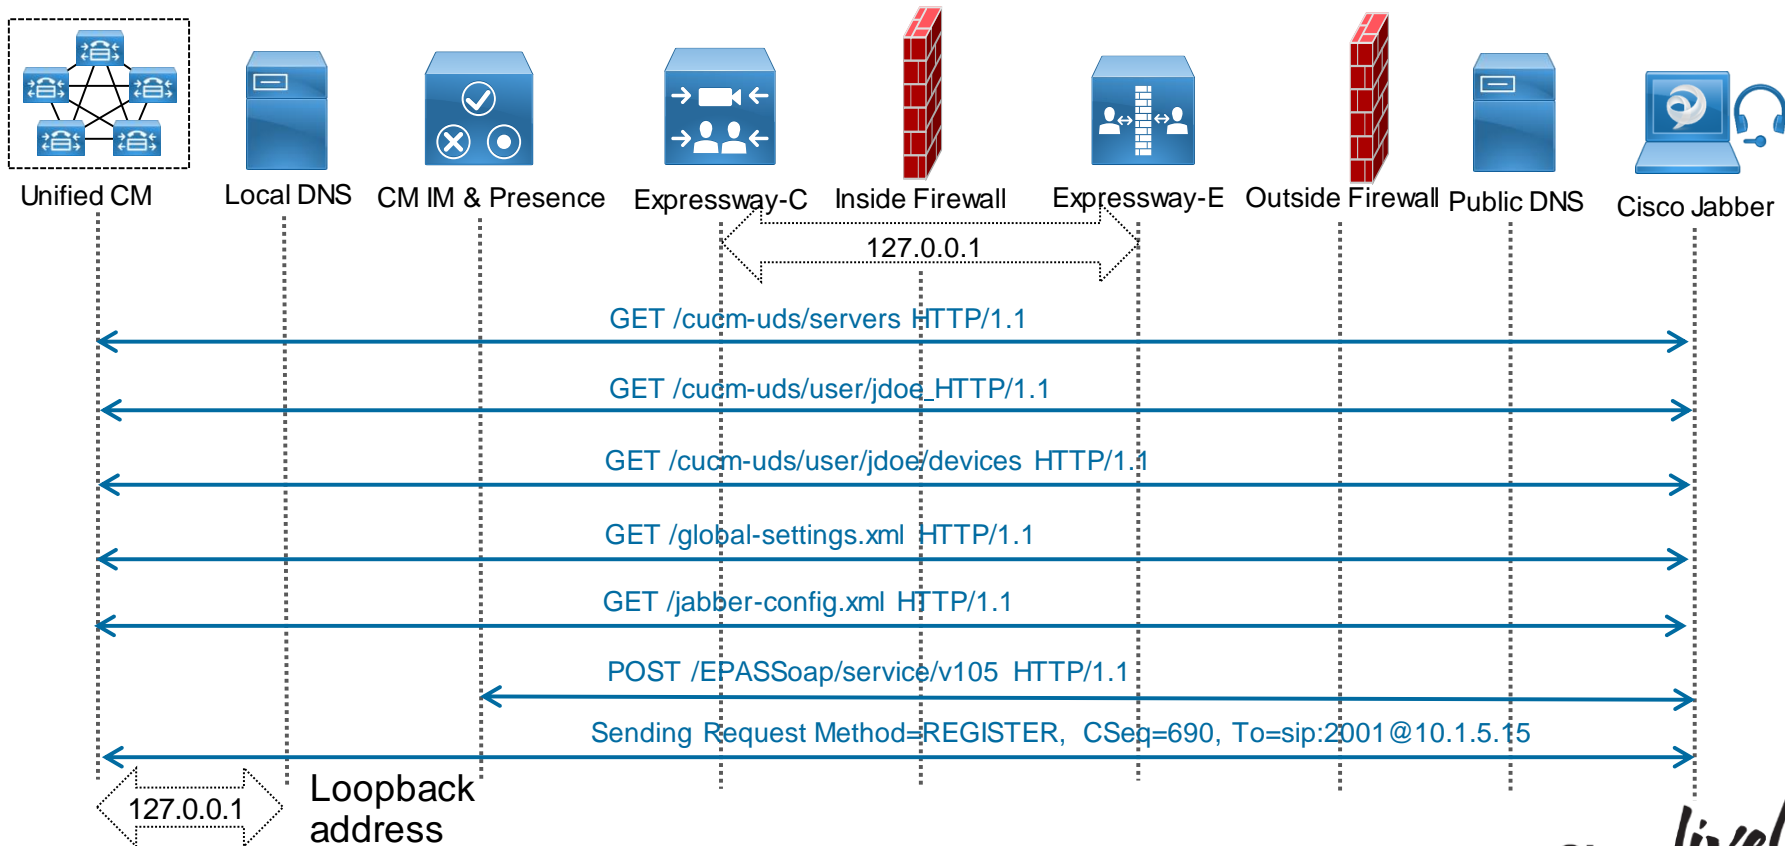 Unified CM
Local DNS
CM IM & Presence
Expressway-C
Inside Firewall
Expressway-E
Outside Firewall
Public DNS
Cisco Jabber
127.0.0.1
GET /cucm-uds/servers HTTP/1.1
GET /cucm-uds/user/jdoe HTTP/1.1
GET /cucm-uds/user/jdoe/devices HTTP/1.1
GET /global-settings.xml HTTP/1.1
GET /jabber-config.xml HTTP/1.1
POST /EPASSoap/service/v105 HTTP/1.1
Sending Request Method=REGISTER, CSeq=690, To=sip:2001@10.1.5.15
127.0.0.1
Loopback
address
live!